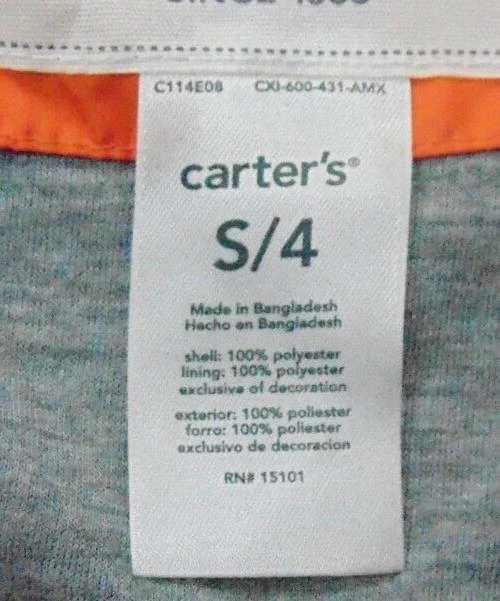 C114E08 CXI-600-431-AMX
carter's®
S/4
Made in Bangladesh
Hecho en Bangladesh
shell: 100% polyester
lining: 100% polyester
exclusive of decoration
exterior: 100% poliester
forro: 100% poliester
exclusivo de decoracion
RN# 15101